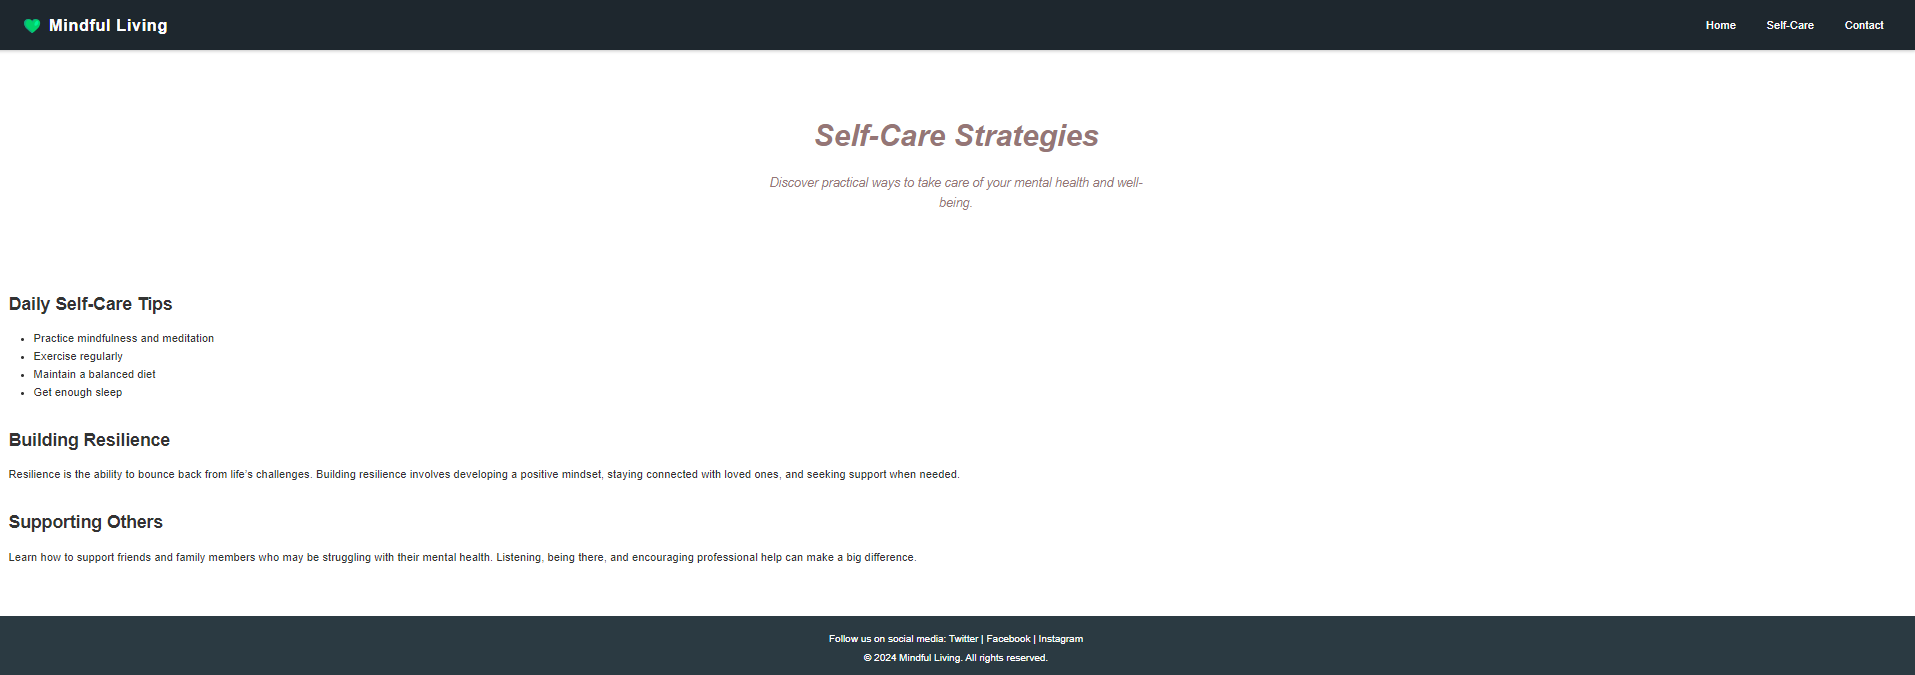 Mindful Living
Home Self-Care Contact
Self-Care Strategies
Discover practical ways to take care of your mental health and well-
being.
Daily Self-Care Tips
• Practice mindfulness and meditation
• Exercise regularly
• Maintain a balanced diet
• Get enough sleep
Building Resilience
Resilience is the ability to bounce back from life's challenges. Building resilience involves developing a positive mindset, staying connected with loved ones, and seeking support when needed.
Supporting Others
Learn how to support friends and family members who may be struggling with their mental health. Listening, being there, and encouraging professional help can make a big difference.
Follow us on social media: Twitter | Facebook | Instagram
© 2024 Mindful Living. All rights reserved.